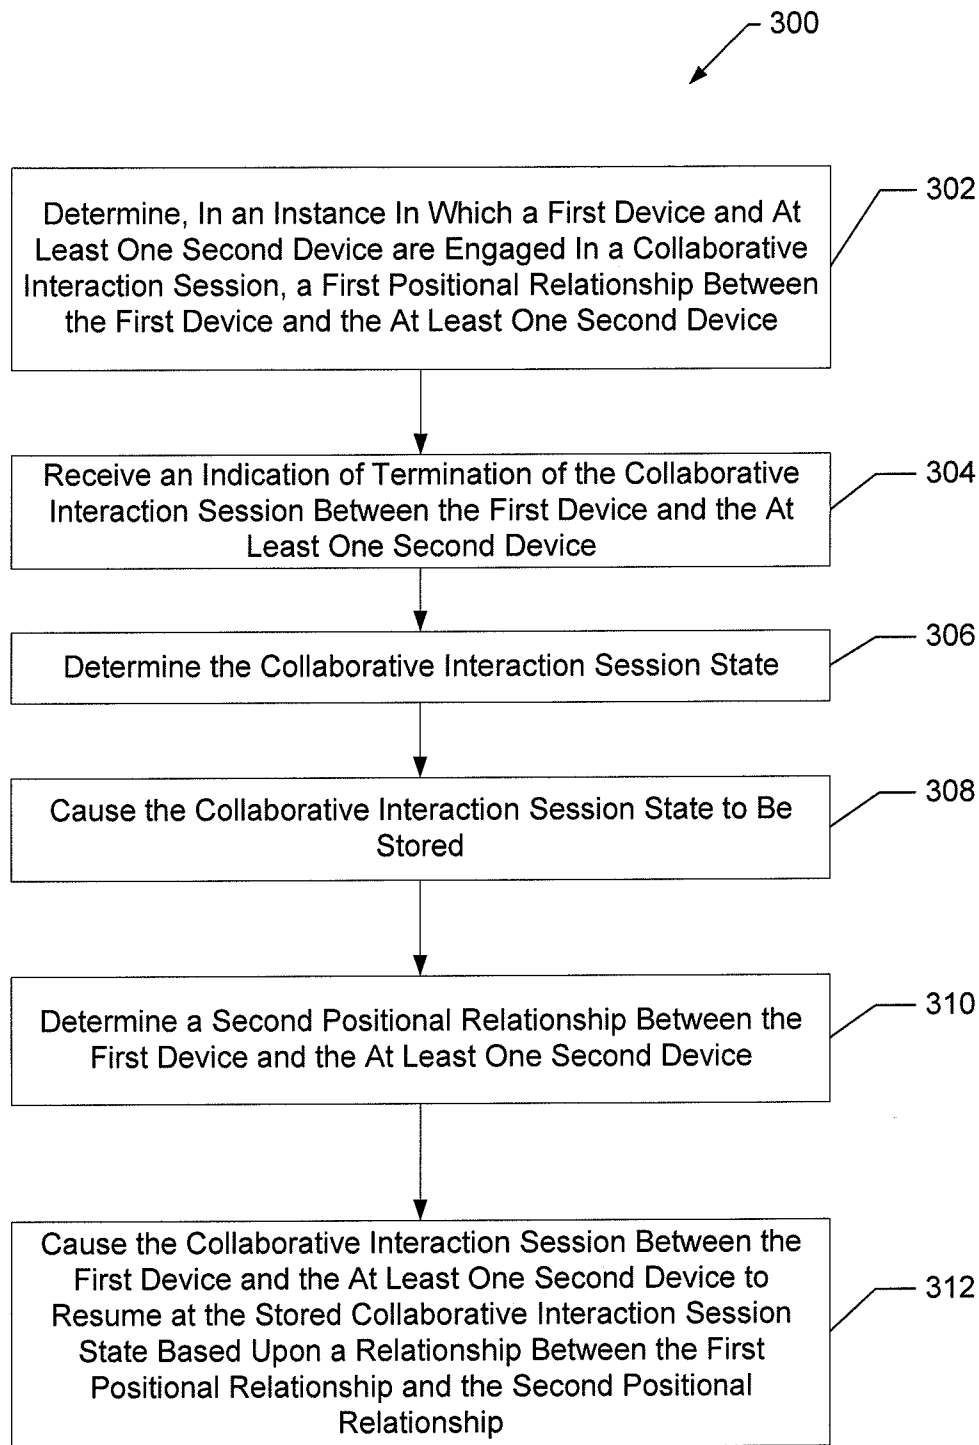 300
Determine, In an Instance In Which a First Device and At
Least One Second Device are Engaged In a Collaborative
Interaction Session, a First Positional Relationship Between
the First Device and the At Least One Second Device
302
Receive an Indication of Termination of the Collaborative
Interaction Session Between the First Device and the At
Least One Second Device
304
Determine the Collaborative Interaction Session State
306
Cause the Collaborative Interaction Session State to Be
Stored
308
Determine a Second Positional Relationship Between the
First Device and the At Least One Second Device
310
Cause the Collaborative Interaction Session Between the
First Device and the At Least One Second Device to
Resume at the Stored Collaborative Interaction Session
State Based Upon a Relationship Between the First
Positional Relationship and the Second Positional
Relationship
312